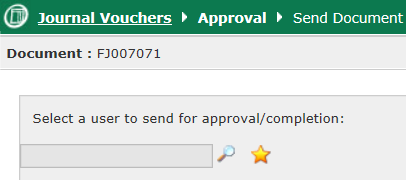 Journal Vouchers Approval Send Document
Document : FJ007071
Select a user to send for approval/completion: